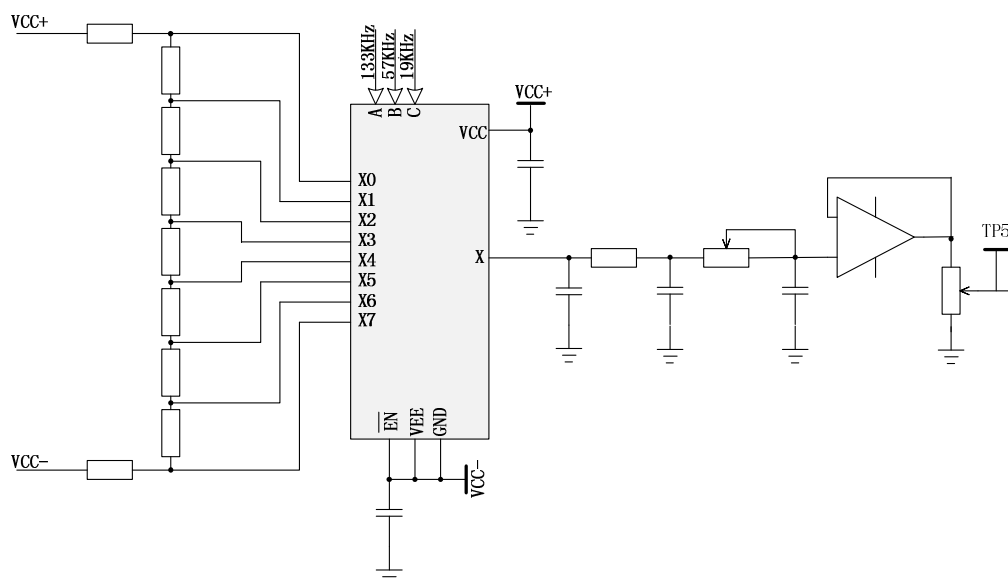 VCC+
133KHz
57KHz
19KHz
A
B
C
VCC+
VCC
X0
X1
X2
X3
X4
X5
X6
X7
X
TP5
EN
VEE
GND
VCC-
VCC-